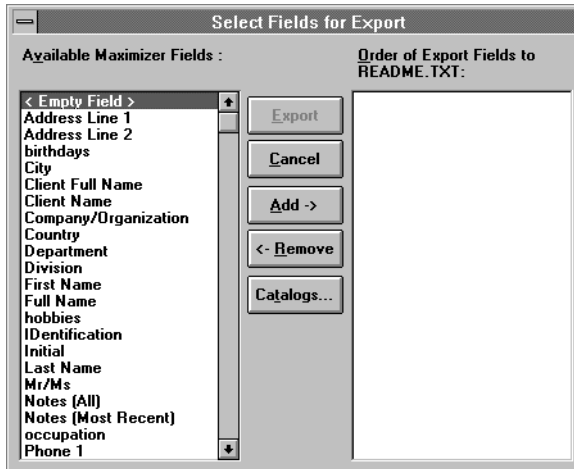 Select Fields for Export
Available Maximizer Fields :
Order of Export Fields to
README.TXT:
< Empty Field >
Address Line 1
Address Line 2
birthdays
City
Client Full Name
Client Name
Company/Organization
Country
Department
Division
First Name
Full Name
hobbies
IDentification
Initial
Last Name
Mr/Ms
Notes (All)
Notes (Most Recent)
occupation
Phone 1
Export
Cancel
Add ->
<- Remove
Catalogs...